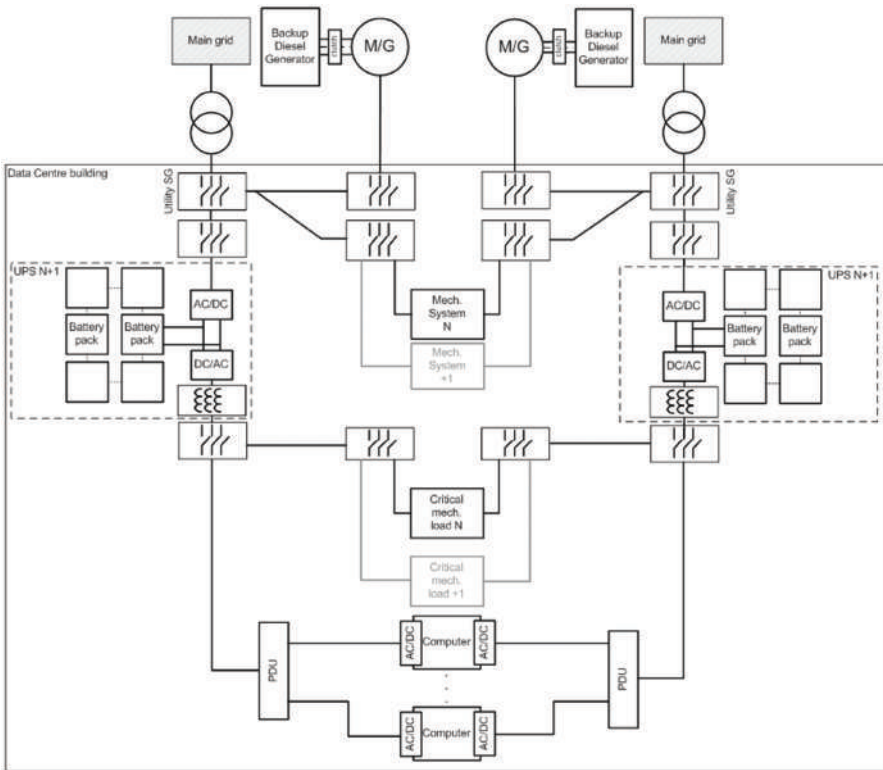 Main grid
Backup
Diesel
Generator
clutch
M/G
M/G
clutch
Backup
Diesel
Generator
Main grid
Data Centre building
Utility SG
Utility SG
UPS N+1
UPS N+1
AC/DC
Battery
pack
Battery
pack
DC/AC
Mech.
System
N
Mech.
System
+1
AC/DC
Battery
pack
Battery
pack
DC/AC
Critical
mech.
load N
Critical
mech.
load +1
PDU
AC/DC
Computer
AC/DC
AC/DC
Computer
AC/DC
PDU